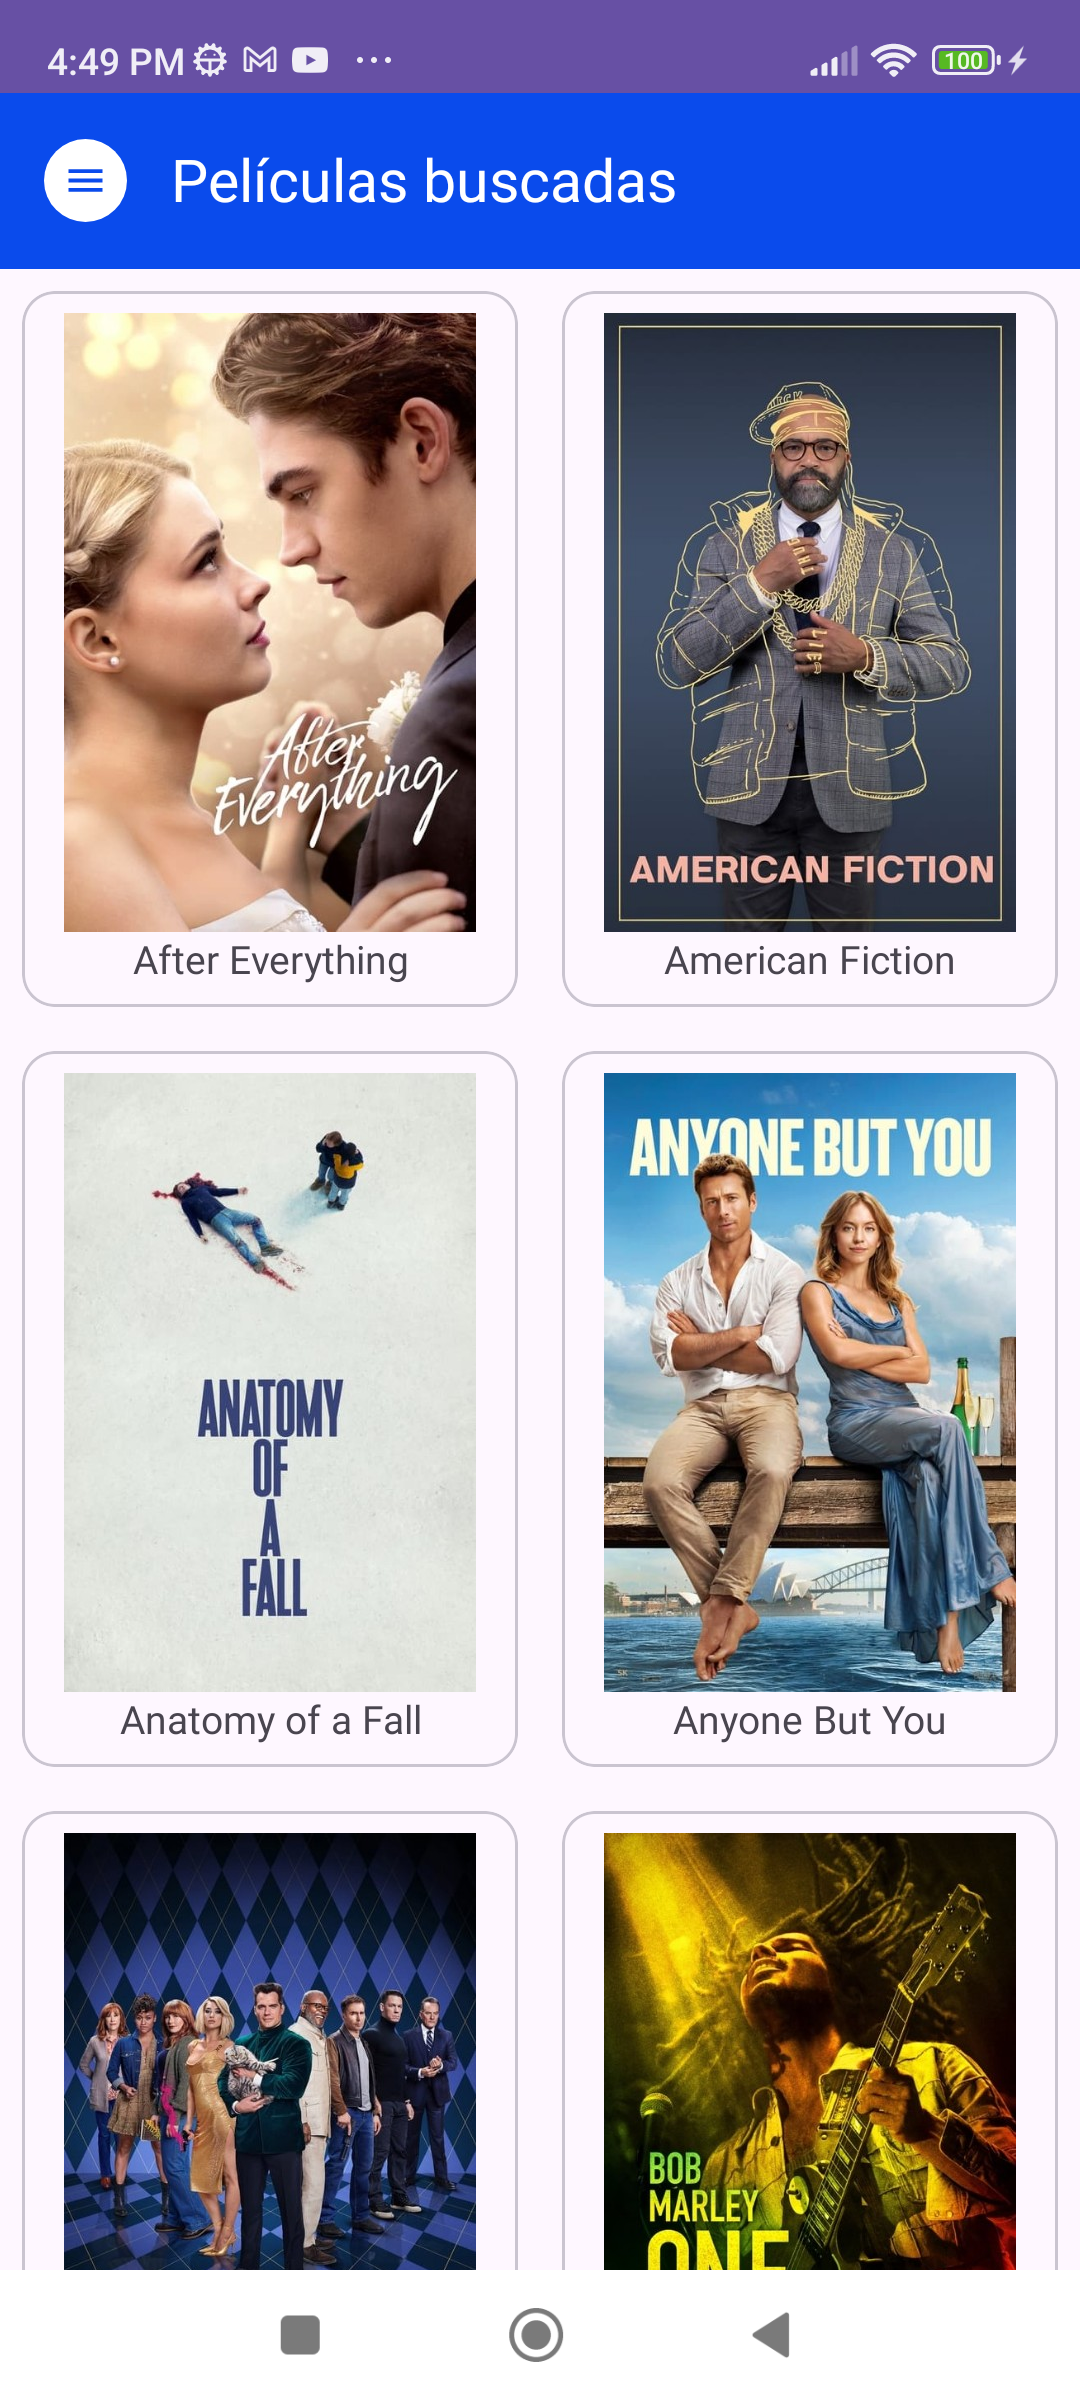 4:49 PM
100
Películas buscadas
After
Everything
After Everything
AMERICAN FICTION
American Fiction
ANATOMY
OF
A
FALL
Anatomy of a Fall
ANYONE BUT YOU
Anyone But You
BOB
MARLEY
ONE